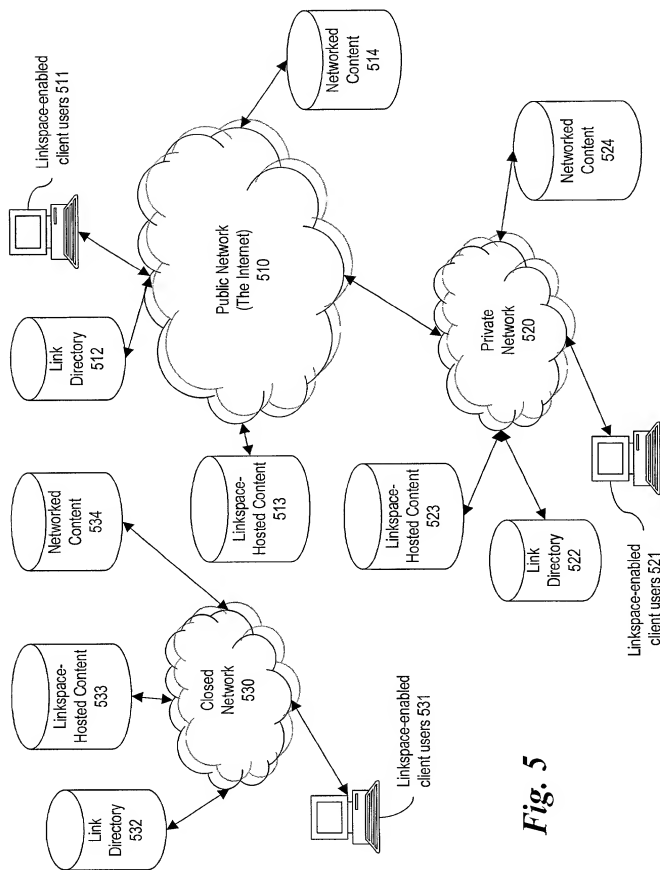 Linkspace-enabled
client users 511
Link
Directory
512
Public Network
(The Internet)
510
Networked
Content
514
Linkspace-
Hosted Content
513
Networked
Content
534
Linkspace-
Hosted Content
533
Link
Directory
532
Closed
Network
530
Linkspace-enabled
client users 531
Linkspace-
Hosted Content
523
Link
Directory
522
Private
Network
520
Networked
Content
524
Linkspace-enabled
client users 521
Fig. 5